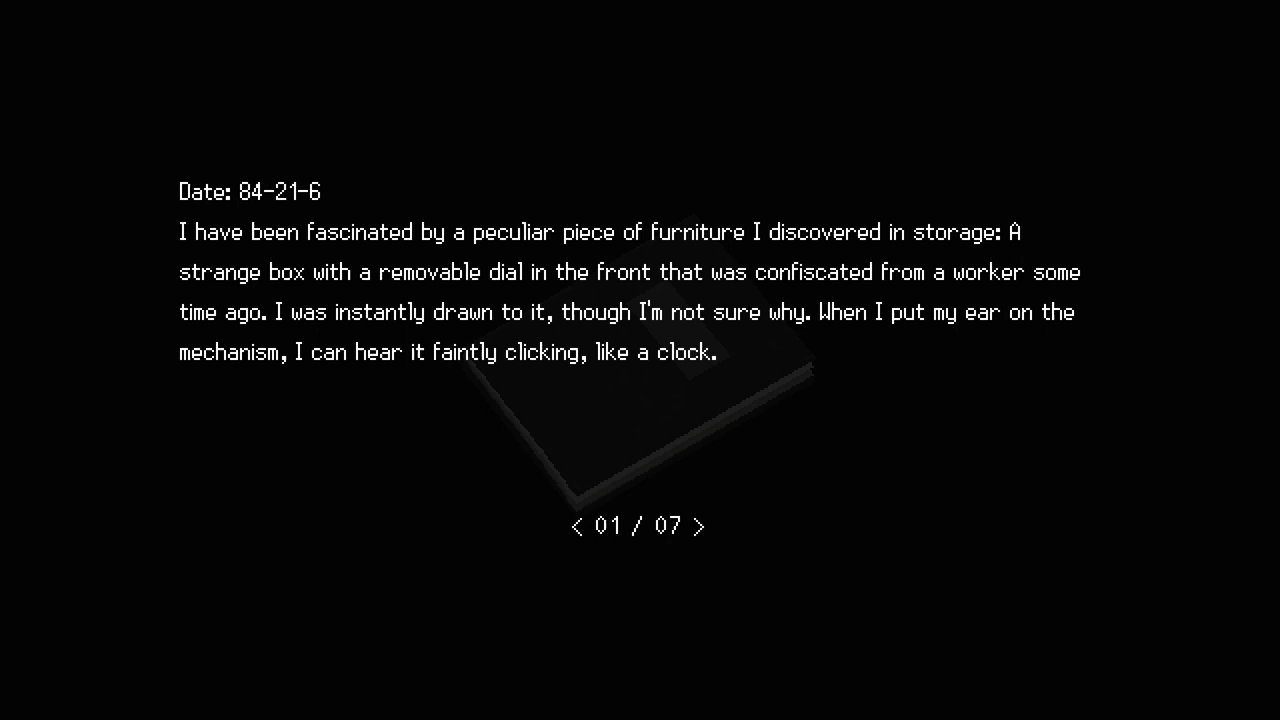 Date: 84-21-6
I have been fascinated by a peculiar piece of furniture I discovered in storage: A
strange box with a removable dial in the front that was confiscated from a worker some
time ago. I was instantly drawn to it, though I'm not sure why. When I put my ear on the
mechanism, I can hear it faintly clicking, like a clock.
< 01 / 07 >